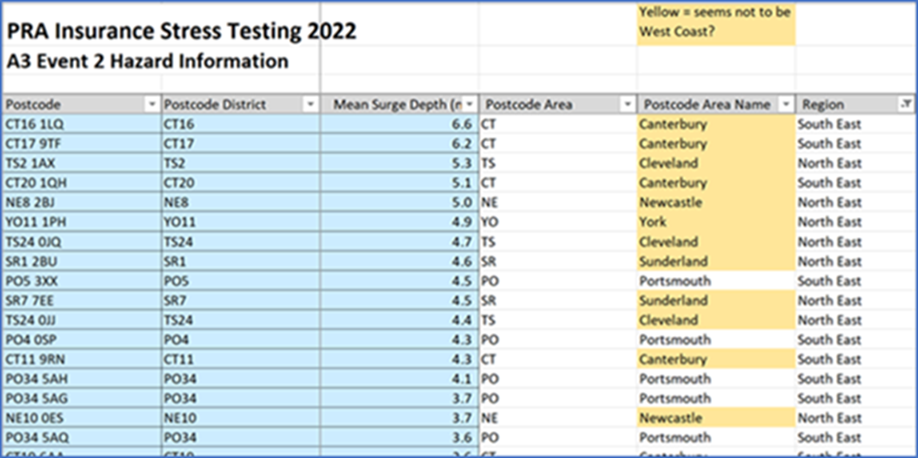 Yellow = seems not to be
West Coast?
PRA Insurance Stress Testing 2022
A3 Event 2 Hazard Information
Postcode Postcode District Mean Surge Depth (m Postcode Area Postcode Area Name Region
CT16 1LQ CT16 6.6 CT Canterbury South East
CT17 9TF CT17 6.2 CT Canterbury South East
TS2 1AX TS2 5.3 TS Cleveland North East
CT20 1QH CT20 5.1 CT Canterbury South East
NE8 2BJ NE8 5.0 NE Newcastle North East
YO11 1PH YO11 4.9 YO York North East
TS24 0JQ TS24 4.7 TS Cleveland North East
SR1 2BU SR1 4.6 SR Sunderland North East
PO5 3XX PO5 4.5 PO Portsmouth South East
SR7 7EE SR7 4.5 SR Sunderland North East
TS24 0JJ TS24 4.4 TS Cleveland North East
PO4 0SP PO4 4.3 PO Portsmouth South East
CT11 9RN CT11 4.3 CT Canterbury South East
PO34 5AH PO34 4.1 PO Portsmouth South East
PO34 5AG PO34 3.7 PO Portsmouth South East
NE10 0ES NE10 3.7 NE Newcastle North East
PO34 5AQ PO34 3.6 PO Portsmouth South East